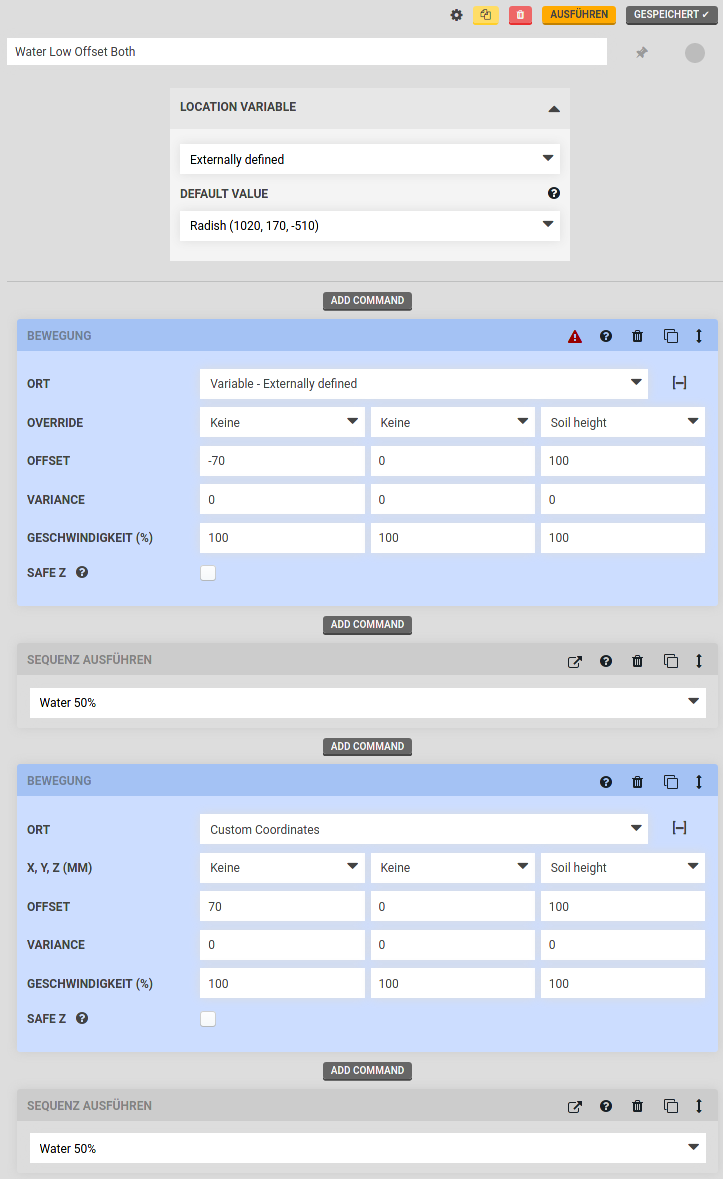 AUSFÜHREN GESPEICHERT ✓
Water Low Offset Both
LOCATION VARIABLE
Externally defined
DEFAULT VALUE
Radish (1020, 170, -510)
ADD COMMAND
BEWEGUNG
ORT Variable - Externally defined
OVERRIDE Keine Keine Soil height
OFFSET -70 0 100
VARIANCE 0 0 0
GESCHWINDIGKEIT (%) 100 100 100
SAFE Z
ADD COMMAND
SEQUENZ AUSFÜHREN
Water 50%
ADD COMMAND
BEWEGUNG
ORT Custom Coordinates
X, Y, Z (MM) Keine Keine Soil height
OFFSET 70 0 100
VARIANCE 0 0 0
GESCHWINDIGKEIT (%) 100 100 100
SAFE Z
ADD COMMAND
SEQUENZ AUSFÜHREN
Water 50%